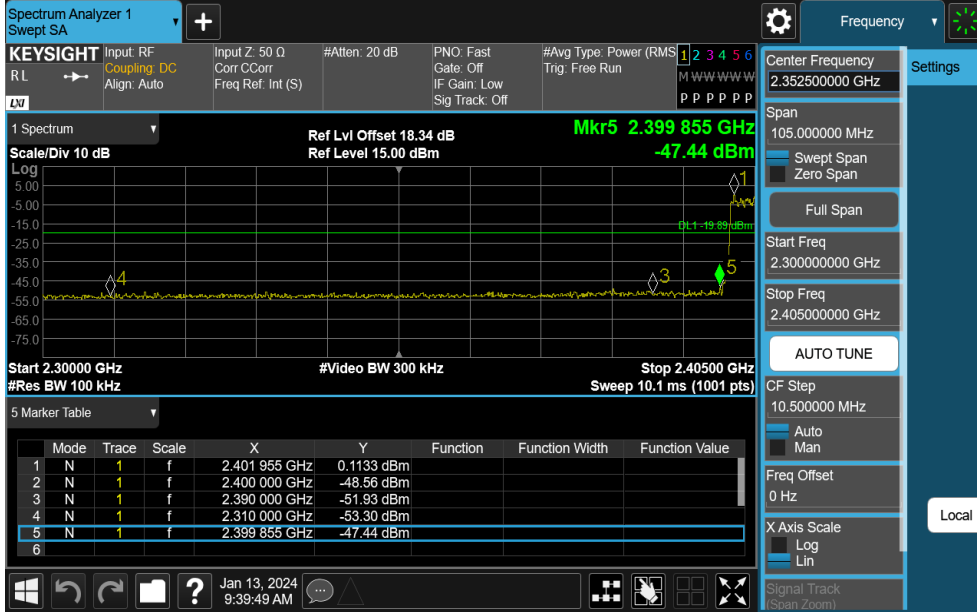 Spectrum Analyzer 1
Swept SA
Frequency
KEYSIGHT
R L
LXI
Input: RF
Coupling: DC
Align: Auto
Input Z: 50 Ω
Corr CCorr
Freq Ref: Int (S)
#Atten: 20 dB
PNO: Fast
Gate: Off
IF Gain: Low
Sig Track: Off
#Avg Type: Power (RMS
Trig: Free Run
1 2 3 4 5 6
M W W W W W
P P P P P P
Center Frequency
2.352500000 GHz
Settings
1 Spectrum
Scale/Div 10 dB
Ref Lvl Offset 18.34 dB
Ref Level 15.00 dBm
Mkr5 2.399 855 GHz
-47.44 dBm
Log
5.00
-5.00
-15.0
-25.0
-35.0
-45.0
-55.0
-65.0
-75.0
1
DL1 -19.89 dBm
4
3
5
Start 2.30000 GHz
#Video BW 300 kHz
Stop 2.40500 GHz
#Res BW 100 kHz
Sweep 10.1 ms (1001 pts)
Span
105.000000 MHz
Swept Span
Zero Span
Full Span
Start Freq
2.300000000 GHz
Stop Freq
2.405000000 GHz
AUTO TUNE
CF Step
10.500000 MHz
Auto
Man
Freq Offset
0 Hz
X Axis Scale
Log
Lin
Signal Track
(Span Zoom)
Local
5 Marker Table
Mode Trace Scale X Y Function Function Width Function Value
1 N 1 f 2.401 955 GHz 0.1133 dBm
2 N 1 f 2.400 000 GHz -48.56 dBm
3 N 1 f 2.390 000 GHz -51.93 dBm
4 N 1 f 2.310 000 GHz -53.30 dBm
5 N 1 f 2.399 855 GHz -47.44 dBm
6
?
Jan 13, 2024
9:39:49 AM